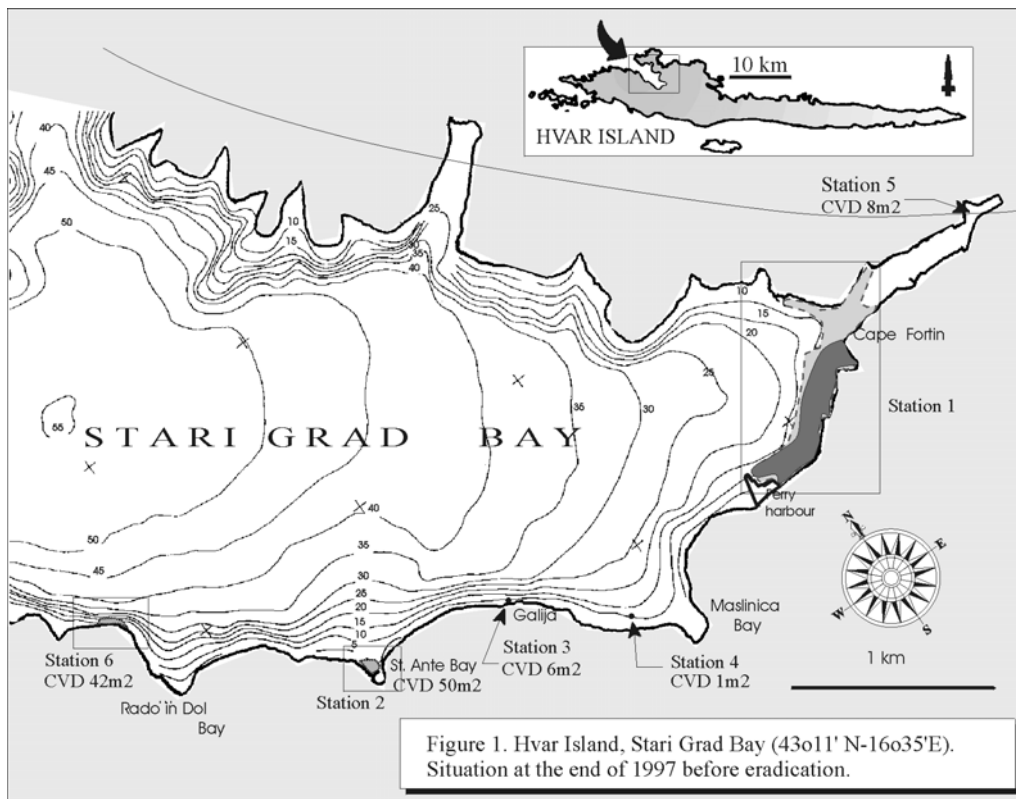 10 km
HVAR ISLAND
Station 5
CVD 8m2
40
45
50
10
15
25
30
35
40
10
15
20
25
Cape Fortin
Station 1
55
STARI GRAD BAY
35
30
Ferry
harbour
40
50
45
35
30
25
20
15
10
5
N
E
W
S
Galija
Maslinica
Bay
Station 6
CVD 42m2
St. Ante Bay
CVD 50m2
Station 3
CVD 6m2
Station 4
CVD 1m2
1 km
Station 2
Rado in Dol
Bay
Figure 1. Hvar Island, Stari Grad Bay (43o11' N-16o35'E).
Situation at the end of 1997 before eradication.